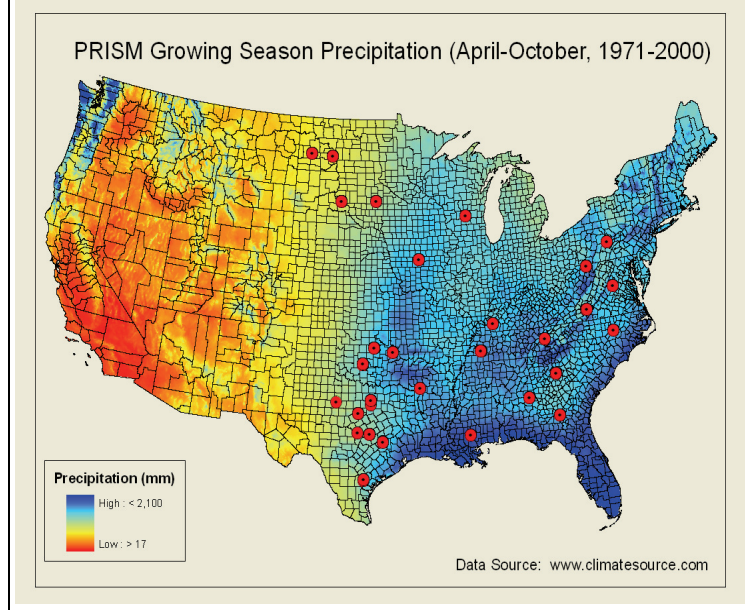 PRISM Growing Season Precipitation (April-October, 1971-2000)
Precipitation (mm)
High : < 2,100
Low : > 17
Data Source: www.climatesource.com